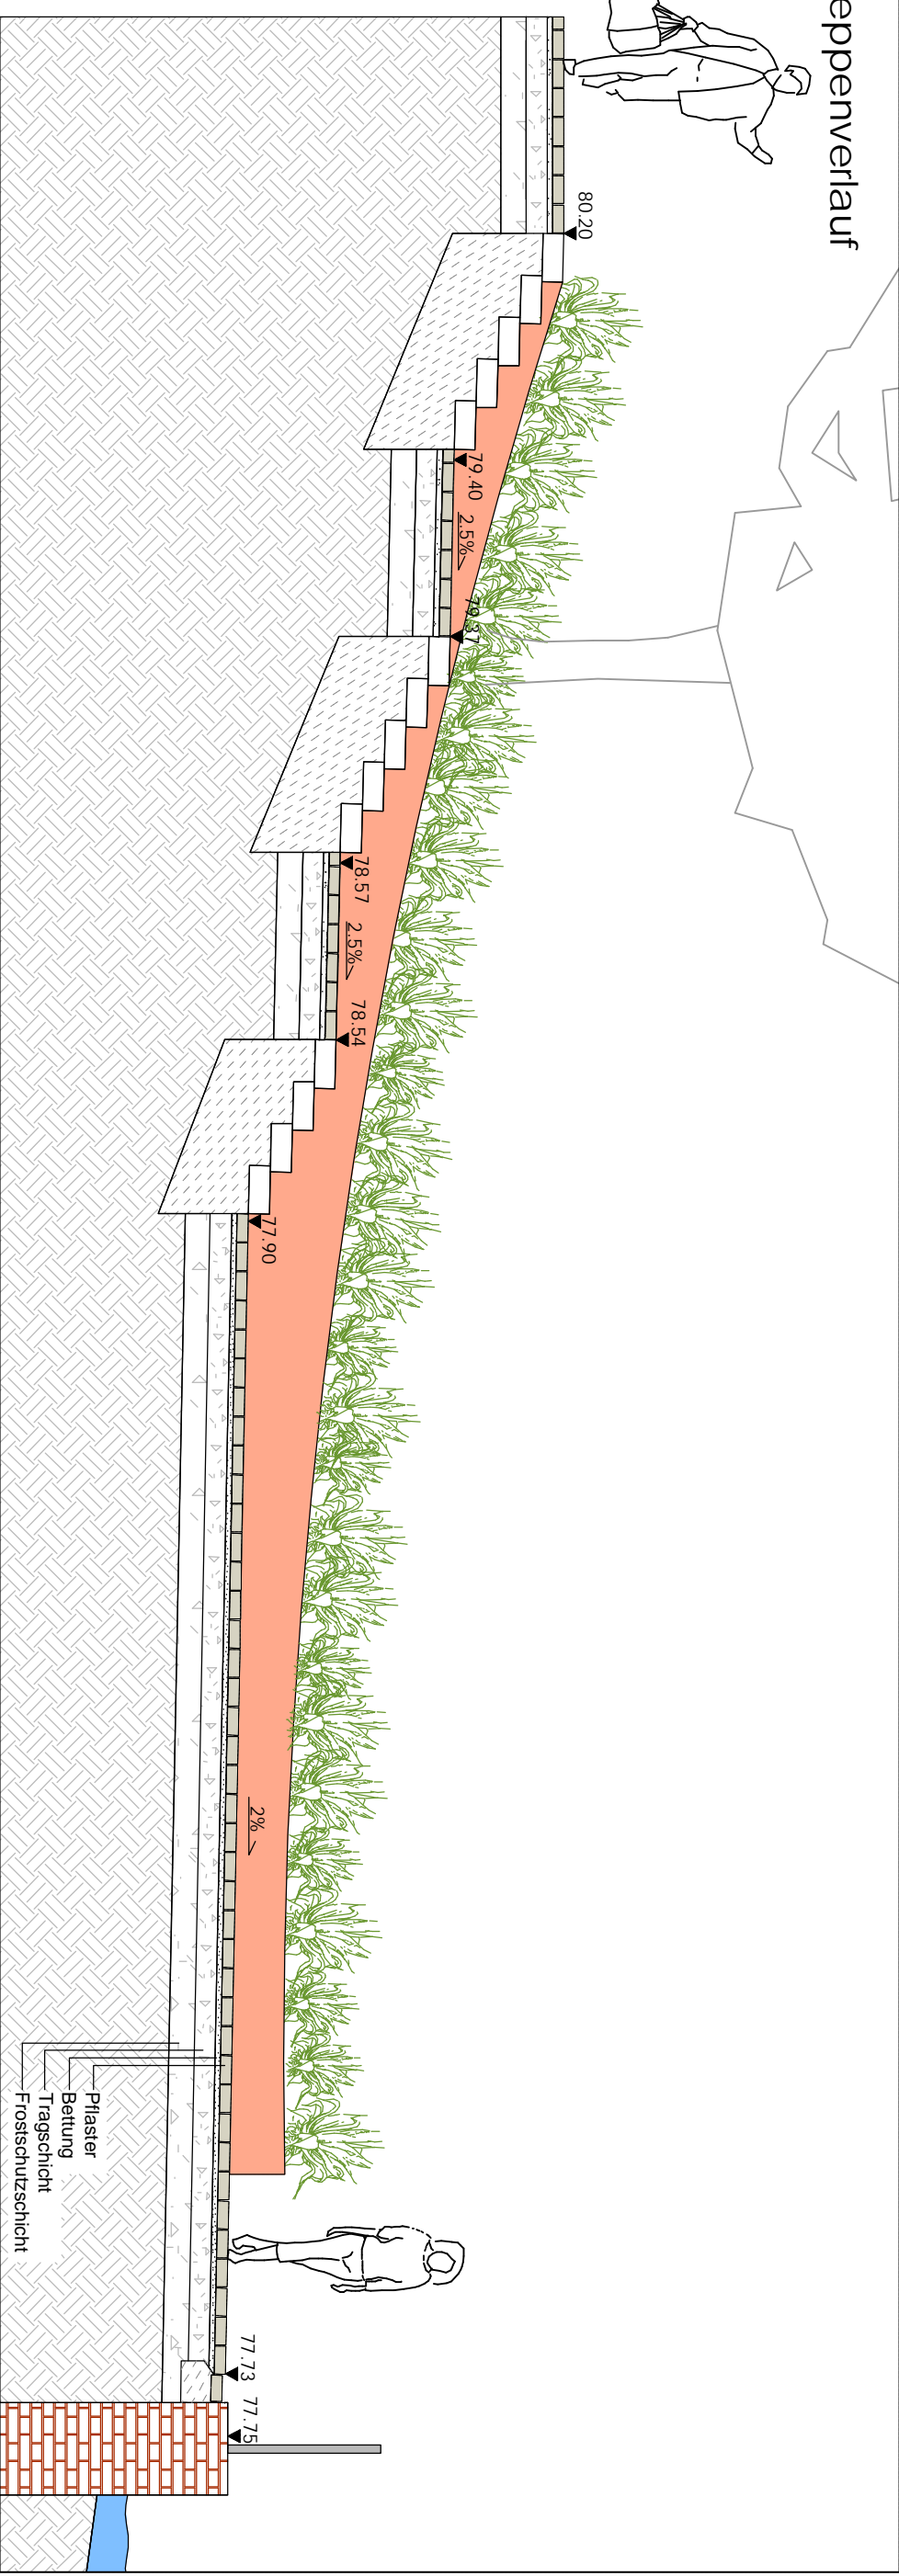 eppenverlauf
80.20
79.40
2.5%
79.37
78.57
2.5%
78.54
77.90
2%
77.73
77.75
Pflaster
Bettung
Tragschicht
Frostschutzschicht